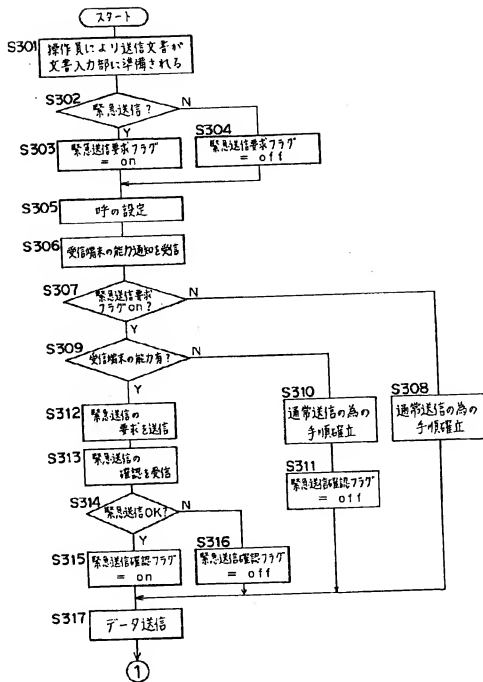 スタート
S301
操作員により送信文書が
文書入力部に準備される
S302
緊急送信?
N
Y
S303
緊急送信要求フラグ
= on
S304
緊急送信要求フラグ
= off
S305
呼の設定
S306
受信端末の能力通知を受信
S307
緊急送信要求
フラグon?
N
Y
S309
受信端末の能力有?
N
Y
S310
通常送信の為の
手順確立
S308
通常送信の為の
手順確立
S312
緊急送信の
要求を送信
S311
緊急送信確認フラグ
= off
S313
緊急送信の
確認を受信
S314
緊急送信OK?
N
Y
S315
緊急送信確認フラグ
= on
S316
緊急送信確認フラグ
= off
S317
データ送信
1